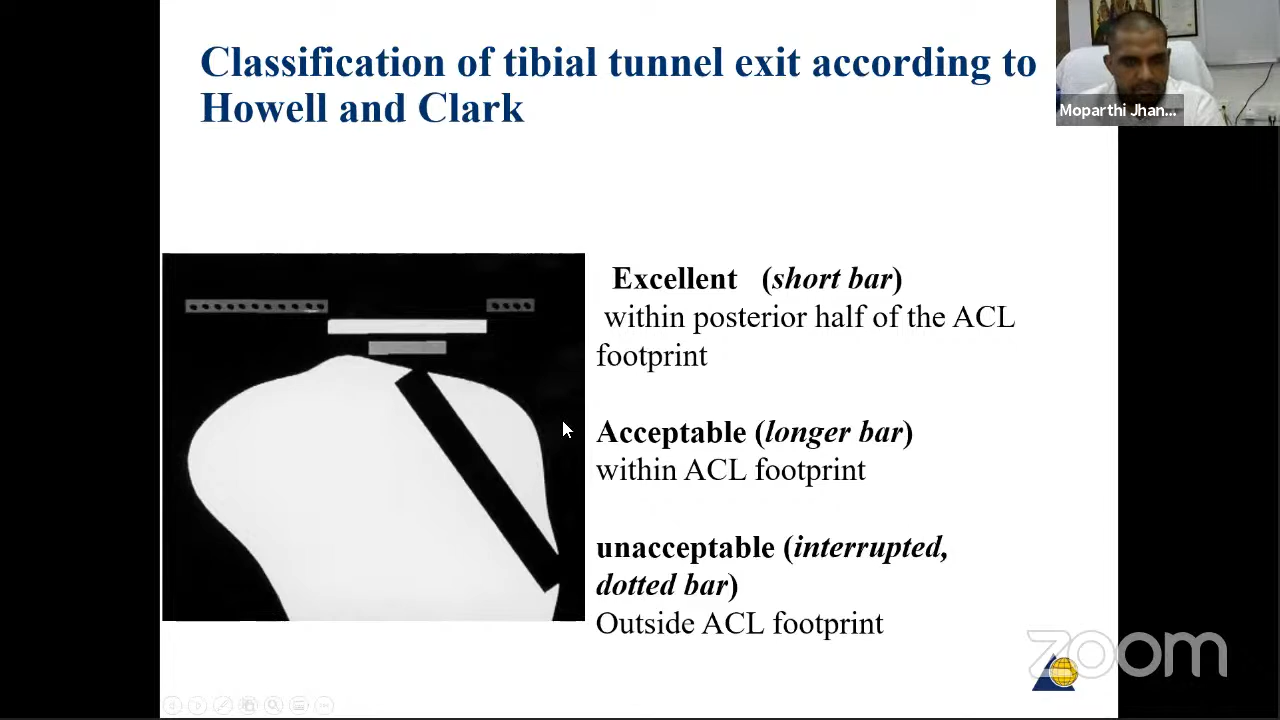 Classification of tibial tunnel exit according to
Howell and Clark
Moparthi Jhan...
Excellent (short bar)
within posterior half of the ACL
footprint
Acceptable (longer bar)
within ACL footprint
unacceptable (interrupted,
dotted bar)
Outside ACL footprint
zoom